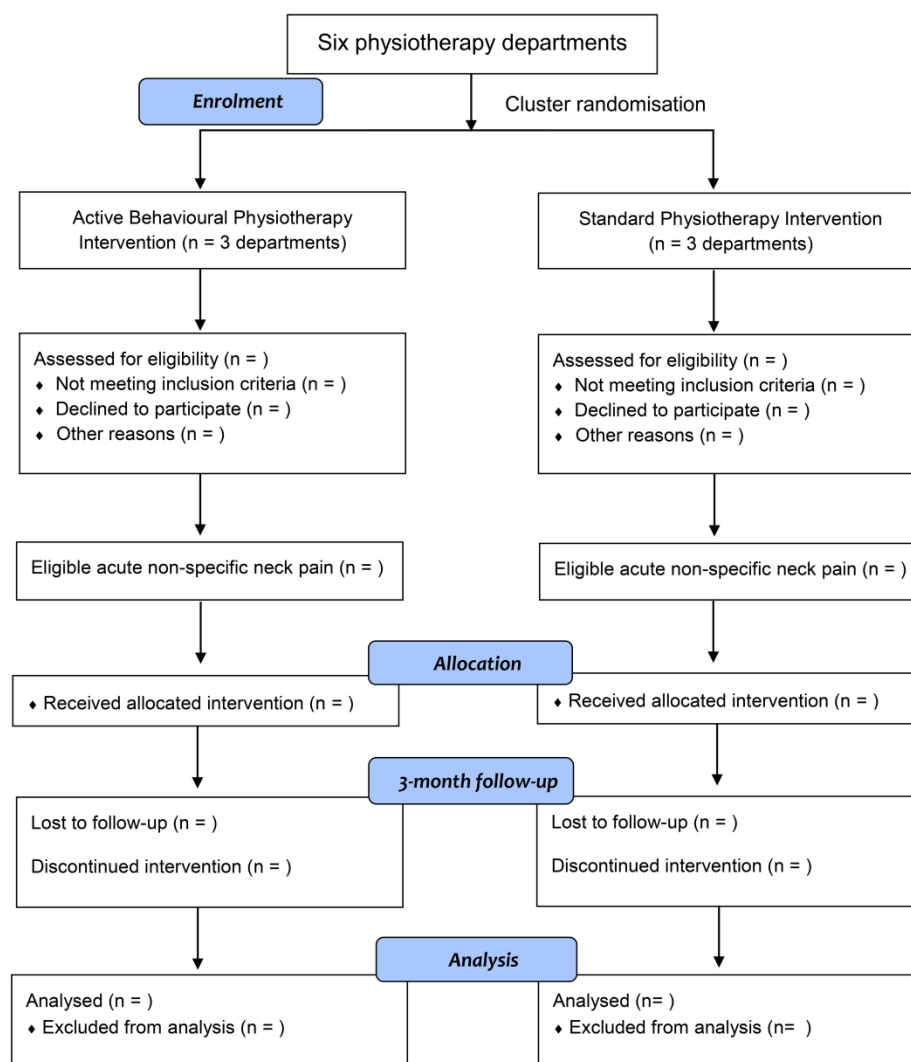 Six physiotherapy departments
Enrolment
Cluster randomisation
Active Behavioural Physiotherapy
Intervention (n = 3 departments)
Standard Physiotherapy Intervention
(n = 3 departments)
Assessed for eligibility (n = )
♦ Not meeting inclusion criteria (n = )
♦ Declined to participate (n = )
♦ Other reasons (n = )
Assessed for eligibility (n = )
♦ Not meeting inclusion criteria (n = )
♦ Declined to participate (n = )
♦ Other reasons (n = )
Eligible acute non-specific neck pain (n = )
Eligible acute non-specific neck pain (n = )
Allocation
♦ Received allocated intervention (n = )
♦ Received allocated intervention (n = )
3-month follow-up
Lost to follow-up (n = )
Discontinued intervention (n = )
Lost to follow-up (n = )
Discontinued intervention (n = )
Analysis
Analysed (n = )
♦ Excluded from analysis (n = )
Analysed (n= )
♦ Excluded from analysis (n= )